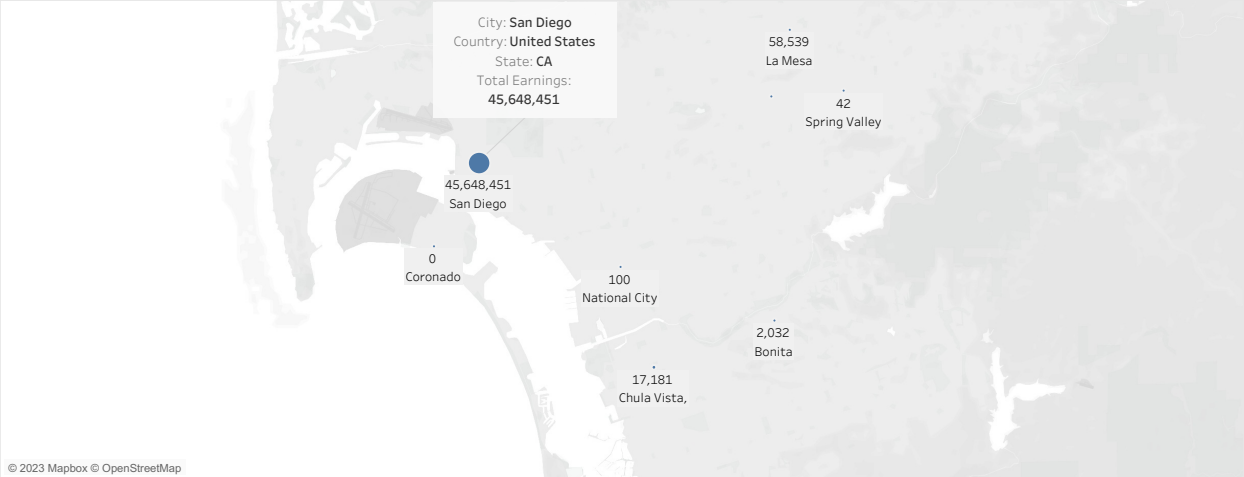 City: San Diego
Country: United States
State: CA
Total Earnings:
45,648,451
58,539
La Mesa
42
Spring Valley
45,648,451
San Diego
0
Coronado
100
National City
2,032
Bonita
17,181
Chula Vista,
© 2023 Mapbox © OpenStreetMap